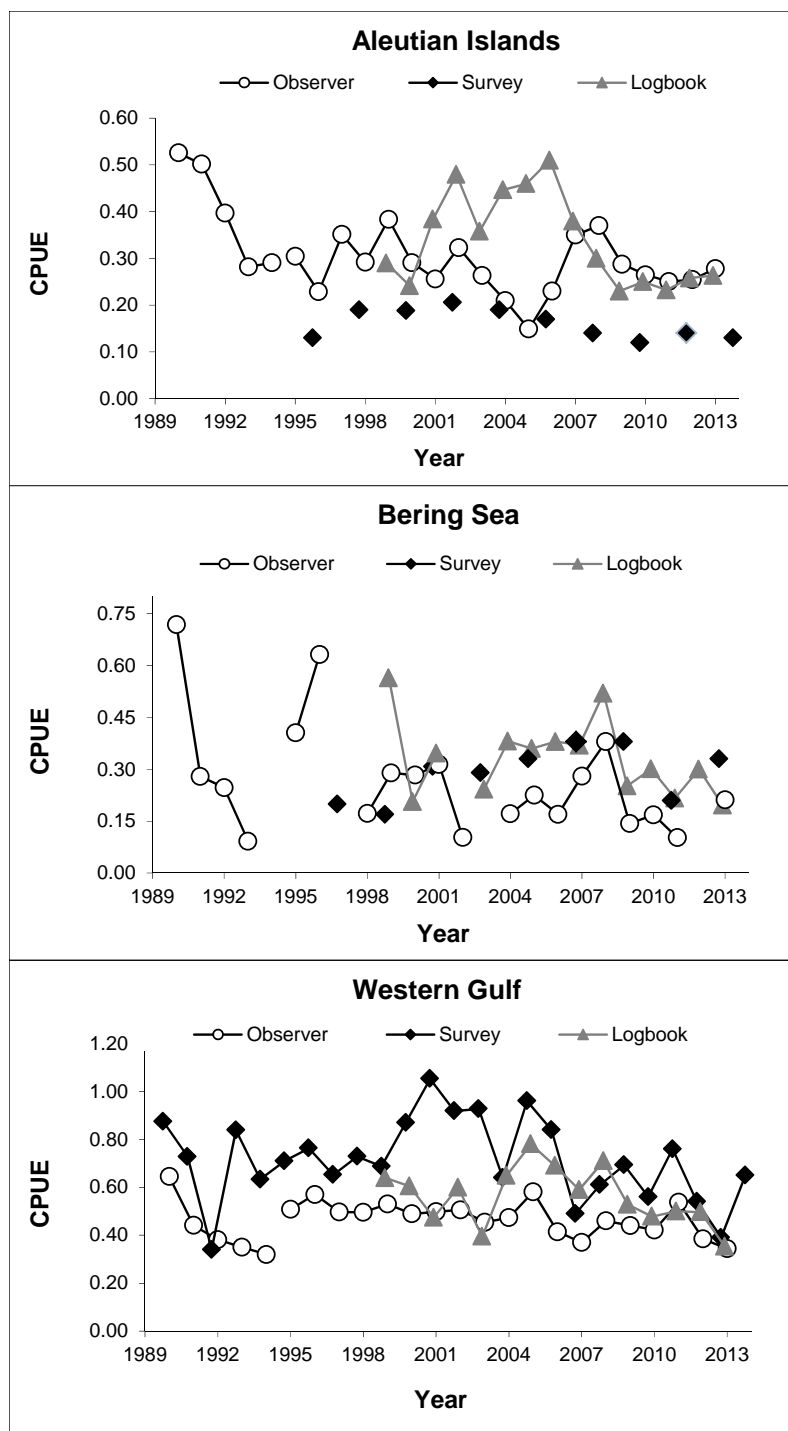 Aleutian Islands
Observer Survey Logbook
0.60
0.50
0.40
0.30
0.20
0.10
0.00
CPUE
1989 1992 1995 1998 2001 2004 2007 2010 2013
Year
Bering Sea
Observer Survey Logbook
0.75
0.60
0.45
0.30
0.15
0.00
CPUE
1989 1992 1995 1998 2001 2004 2007 2010 2013
Year
Western Gulf
Observer Survey Logbook
1.20
1.00
0.80
0.60
0.40
0.20
0.00
CPUE
1989 1992 1995 1998 2001 2004 2007 2010 2013
Year